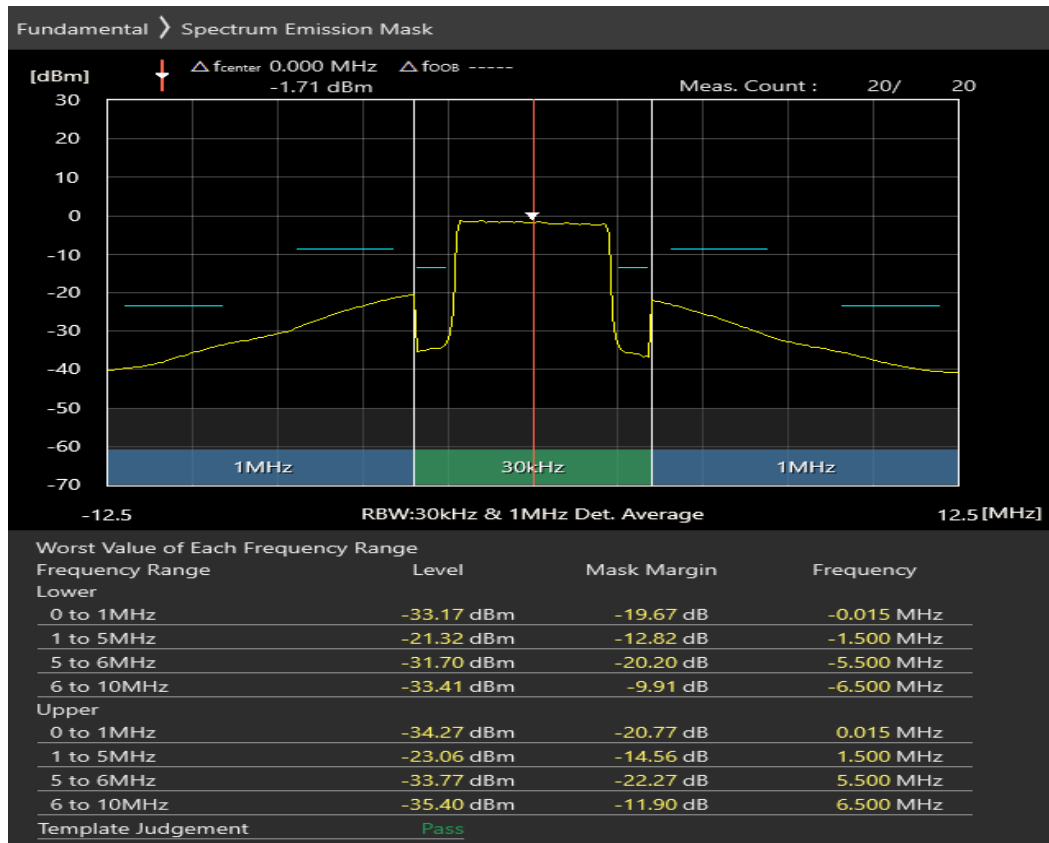 Fundamental ❯ Spectrum Emission Mask
[dBm] △ fcenter 0.000 MHz △ fOOB -----
-1.71 dBm Meas. Count : 20/ 20
30
20
10
0
-10
-20
-30
-40
-50
-60
1MHz 30kHz 1MHz
-70
-12.5 RBW:30kHz & 1MHz Det. Average 12.5 [MHz]
Worst Value of Each Frequency Range
Frequency Range Level Mask Margin Frequency
Lower
0 to 1MHz -33.17 dBm -19.67 dB -0.015 MHz
1 to 5MHz -21.32 dBm -12.82 dB -1.500 MHz
5 to 6MHz -31.70 dBm -20.20 dB -5.500 MHz
6 to 10MHz -33.41 dBm -9.91 dB -6.500 MHz
Upper
0 to 1MHz -34.27 dBm -20.77 dB 0.015 MHz
1 to 5MHz -23.06 dBm -14.56 dB 1.500 MHz
5 to 6MHz -33.77 dBm -22.27 dB 5.500 MHz
6 to 10MHz -35.40 dBm -11.90 dB 6.500 MHz
Template Judgement Pass